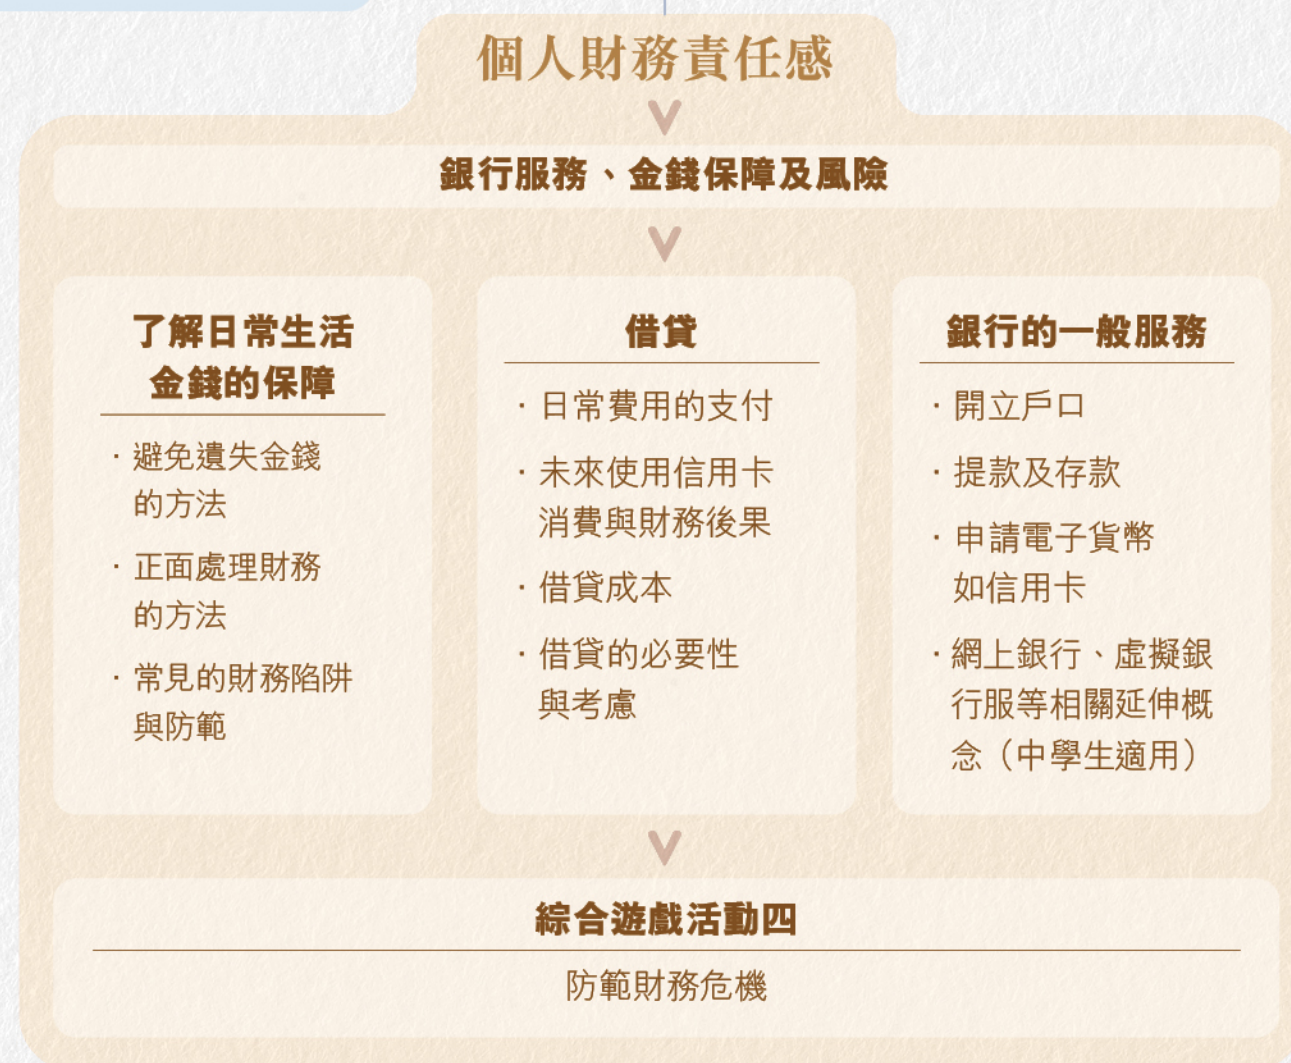 個人財務責任感
銀行服務、金錢保障及風險
了解日常生活
金錢的保障
· 避免遺失金錢
的方法
· 正面處理財務
的方法
· 常見的財務陷阱
與防範
借貸
· 日常費用的支付
· 未來使用信用卡
消費與財務後果
· 借貸成本
· 借貸的必要性
與考慮
銀行的一般服務
· 開立戶口
· 提款及存款
· 申請電子貨幣
如信用卡
· 網上銀行、虛擬銀
行服等相關延伸概
念（中學生適用）
綜合遊戲活動四
防範財務危機